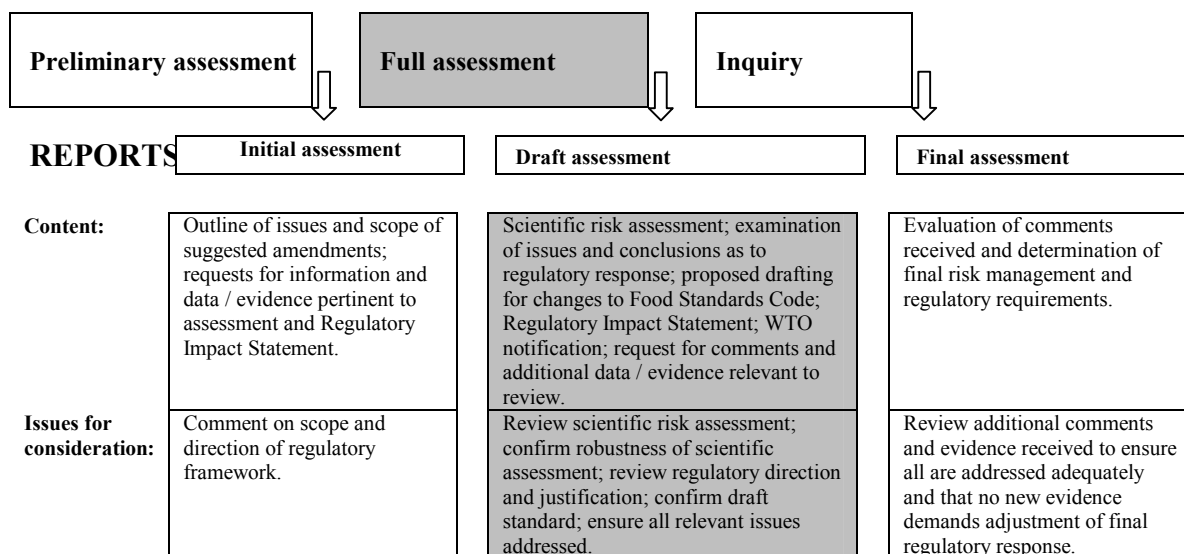 Preliminary assessment
Full assessment
Inquiry
REPORTS
Initial assessment
Draft assessment
Final assessment
Content:
Outline of issues and scope of
suggested amendments;
requests for information and
data / evidence pertinent to
assessment and Regulatory
Impact Statement.
Scientific risk assessment; examination
of issues and conclusions as to
regulatory response; proposed drafting
for changes to Food Standards Code;
Regulatory Impact Statement; WTO
notification; request for comments and
additional data / evidence relevant to
review.
Evaluation of comments
received and determination of
final risk management and
regulatory requirements.
Issues for
consideration:
Comment on scope and
direction of regulatory
framework.
Review scientific risk assessment;
confirm robustness of scientific
assessment; review regulatory direction
and justification; confirm draft
standard; ensure all relevant issues
addressed.
Review additional comments
and evidence received to ensure
all are addressed adequately
and that no new evidence
demands adjustment of final
regulatory response.